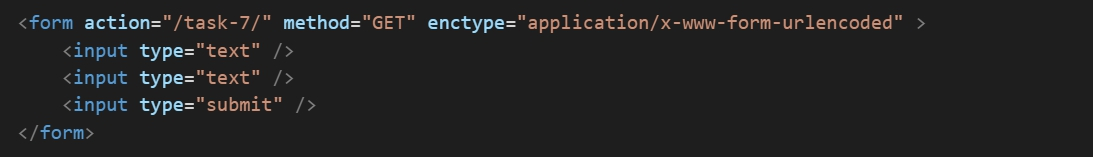 <form action="/task-7/" method="GET" enctype="application/x-www-form-urlencoded" >
    <input type="text" />
    <input type="text" />
    <input type="submit" />
</form>